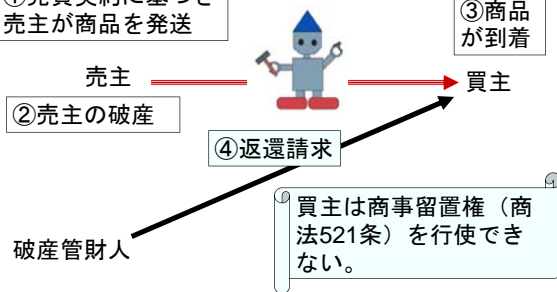 売主が商品を発送
③商品
が到着
売主
買主
②売主の破産
④返還請求
買主は商事留置権（商
法521条）を行使でき
ない。
破産管財人